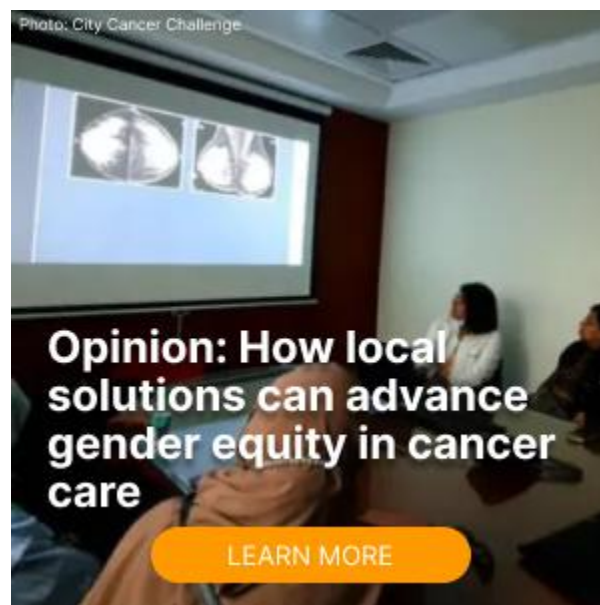 Photo: City Cancer Challenge
Opinion: How local
solutions can advance
gender equity in cancer
care
LEARN MORE